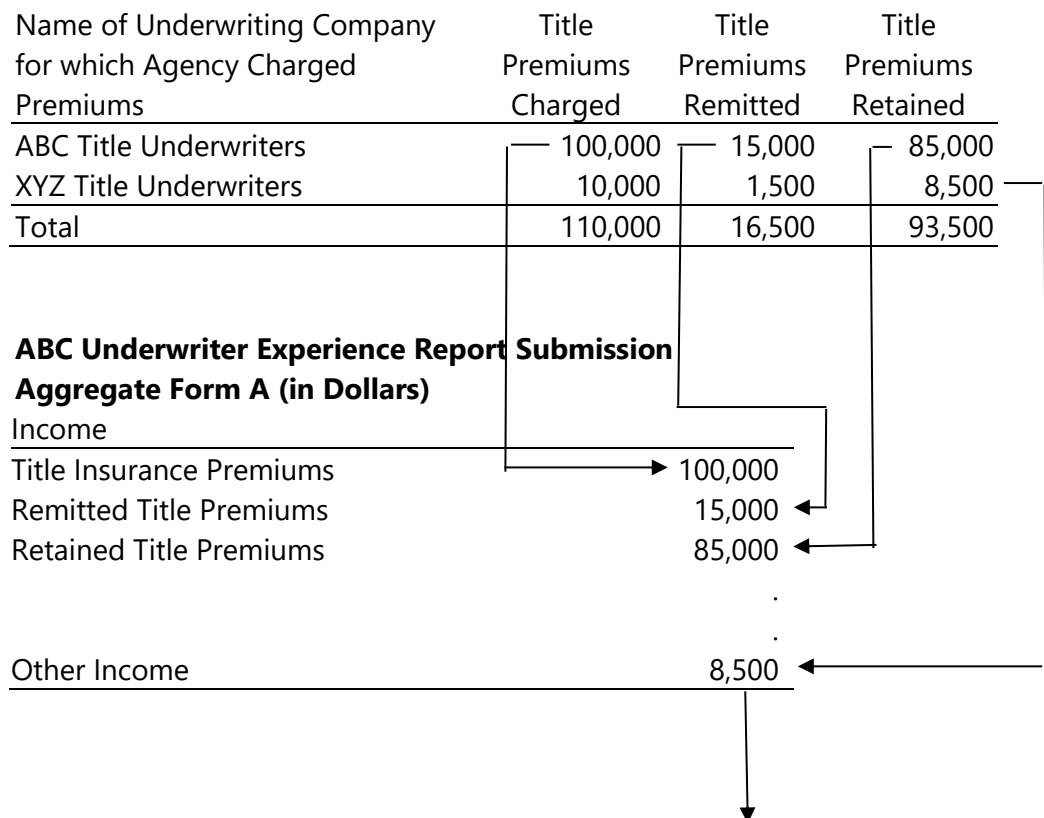 Name of Underwriting Company Title Title Title
for which Agency Charged Premiums Premiums Premiums
Premiums Charged Remitted Retained
ABC Title Underwriters 100,000 15,000 85,000
XYZ Title Underwriters 10,000 1,500 8,500
Total 110,000 16,500 93,500
ABC Underwriter Experience Report Submission
Aggregate Form A (in Dollars)
Income
Title Insurance Premiums 100,000
Remitted Title Premiums 15,000
Retained Title Premiums 85,000
.
.
Other Income 8,500